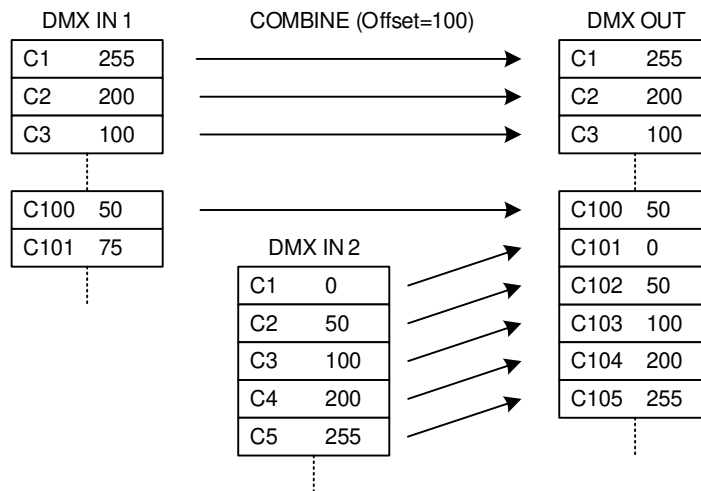 DMX IN 1
COMBINE (Offset=100)
DMX OUT
C1 255
C2 200
C3 100
C100 50
C101 75
DMX IN 2
C1 0
C2 50
C3 100
C4 200
C5 255
C1 255
C2 200
C3 100
C100 50
C101 0
C102 50
C103 100
C104 200
C105 255